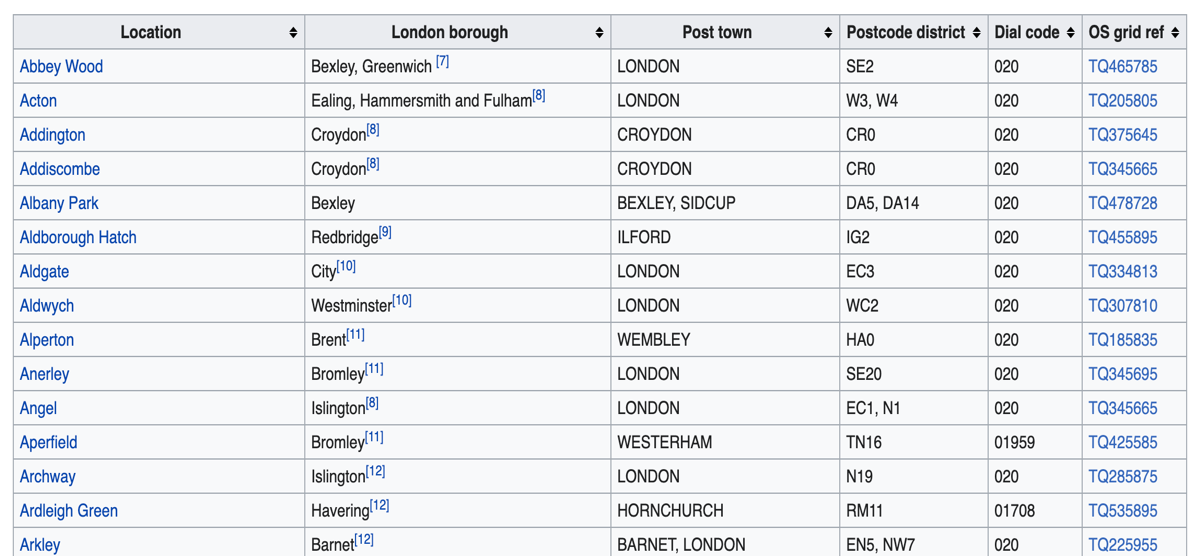 Location London borough Post town Postcode district Dial code OS grid ref
Abbey Wood Bexley, Greenwich [7] LONDON SE2 020 TQ465785
Acton Ealing, Hammersmith and Fulham[8] LONDON W3, W4 020 TQ205805
Addington Croydon[8] CROYDON CR0 020 TQ375645
Addiscombe Croydon[8] CROYDON CR0 020 TQ345665
Albany Park Bexley BEXLEY, SIDCUP DA5, DA14 020 TQ478728
Aldborough Hatch Redbridge[9] ILFORD IG2 020 TQ455895
Aldgate City[10] LONDON EC3 020 TQ334813
Aldwych Westminster[10] LONDON WC2 020 TQ307810
Alperton Brent[11] WEMBLEY HA0 020 TQ185835
Anerley Bromley[11] LONDON SE20 020 TQ345695
Angel Islington[8] LONDON EC1, N1 020 TQ345665
Aperfield Bromley[11] WESTERHAM TN16 01959 TQ425585
Archway Islington[12] LONDON N19 020 TQ285875
Ardleigh Green Havering[12] HORNCHURCH RM11 01708 TQ535895
Arkley Barnet[12] BARNET, LONDON EN5, NW7 020 TQ225955